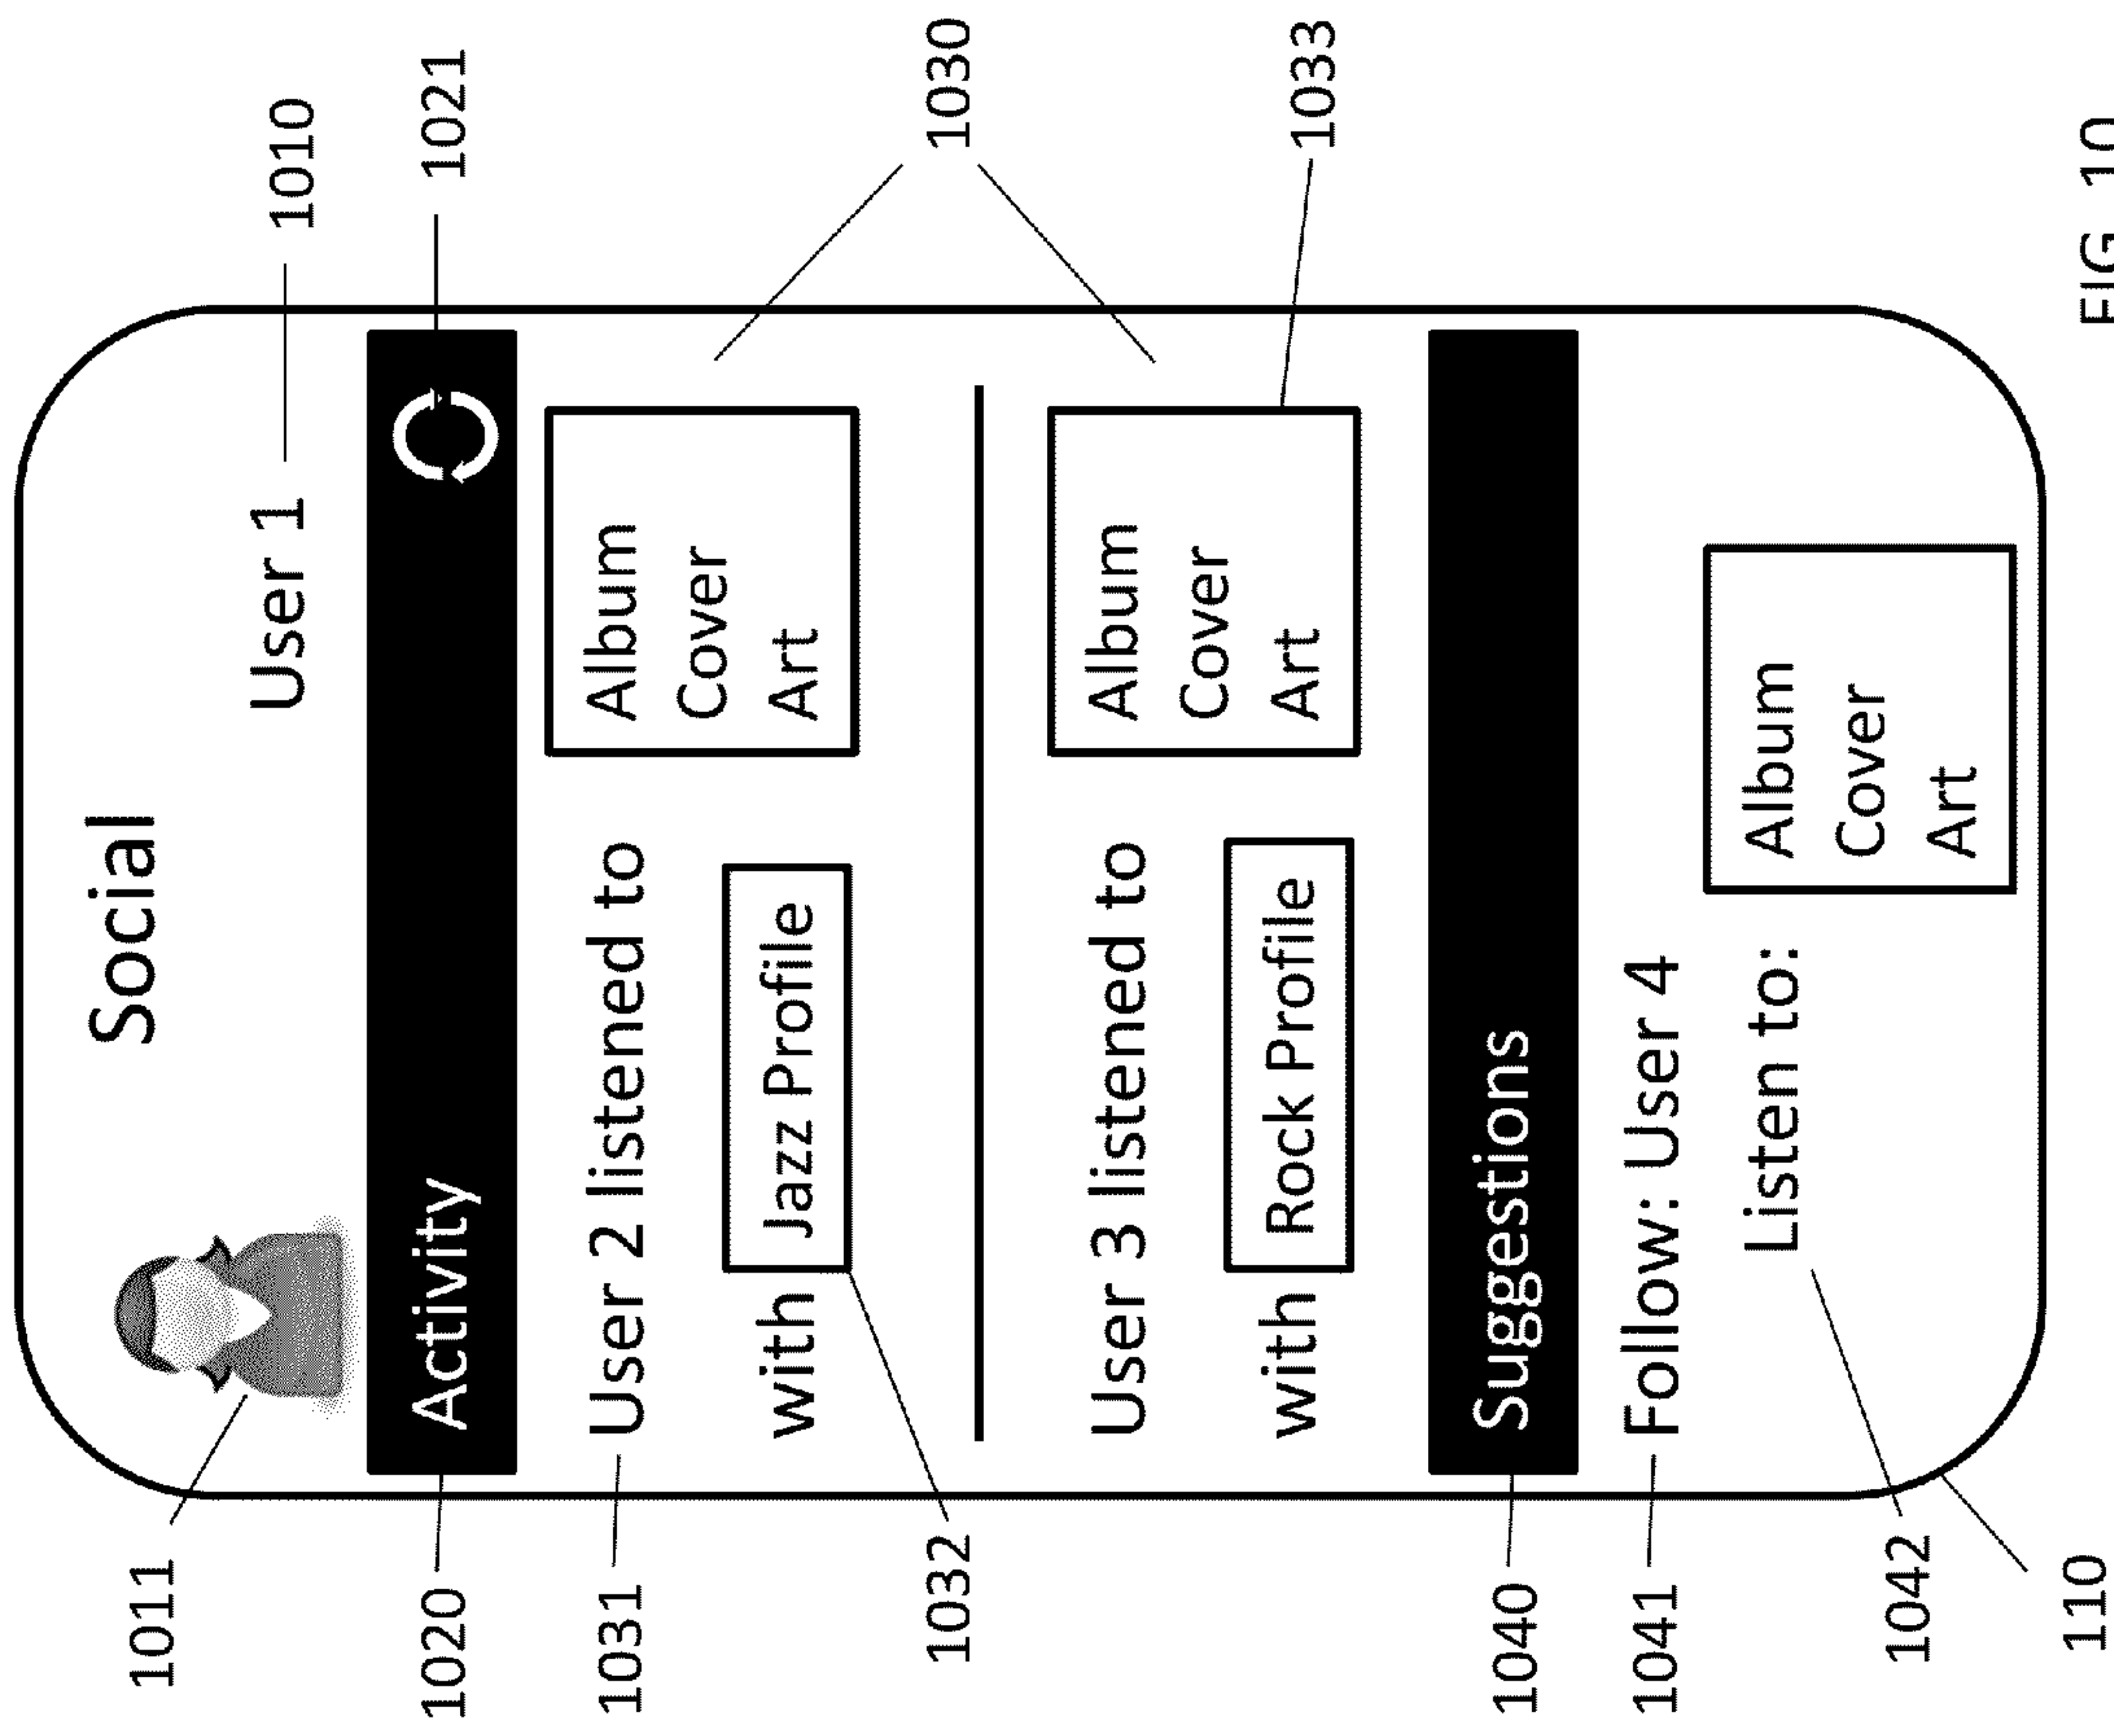 Social
1011
User 1
1010
1020
Activity
1021
1031
User 2 listened to
Album
Cover
Art
with
Jazz Profile
1032
1030
User 3 listened to
Album
Cover
Art
with
Rock Profile
1033
1040
Suggestions
1041
Follow: User 4
Listen to:
Album
Cover
Art
1042
110
FIG. 10